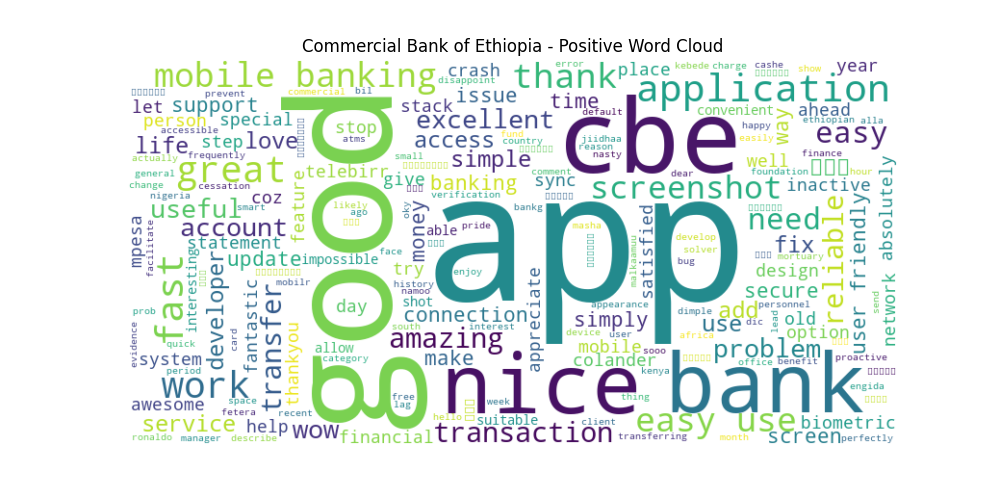 Commercial Bank of Ethiopia - Positive Word Cloud
error
kebede charge
cashe
show
mobile banking
crash
thank
place
disappoint
year
application
commercial
bil
prevent
let
support
stack
issue
time
default
convenient
way
ahead
ethiopian
alla
person
special
excellent
fund
country
cbe
happy
easily
easy
accessible
step
love
stop
atms
access
jiidhaa
reason
nasty
life
actually
frequently
small
simple
comment
dear
well
finance
great
telebirr
general
cessation
give
banking
sync
screenshot
foundation
hour
inactive
change
nigeria
coz
feature
likely
verification
useful
smart
ago
oky
bankg
need
account
able
pride
masha
develop
solver
bug
fix
mortuary
reliable
user friendly
network absolutely
mpesa
facilitate
statement
money
app
satisfied
malkaamuu
update
impossible
face
good
try
enjoy
design
interesting
mobilr
history
namoo
appearance
dimple
personnel
secure
send
fast
developer
fantastic
transfer
day
shot
appreciate
add
old
prob
connection
device
user
simply
use
dic
lead
option
quick
card
allow
south
interest
amazing
africa
evidence
category
make
sooo
mobile
problem
proactive
system
period
thankyou
colander
office
benefit
kenya
thing
work
space
free
lag
nice
bank
engida
awesome
fetera
recent
week
hello
suitable
client
easy use
service
help
wow
financial
transaction
transferring
month
screen
biometric
perfectly
ronaldo
manager
describe